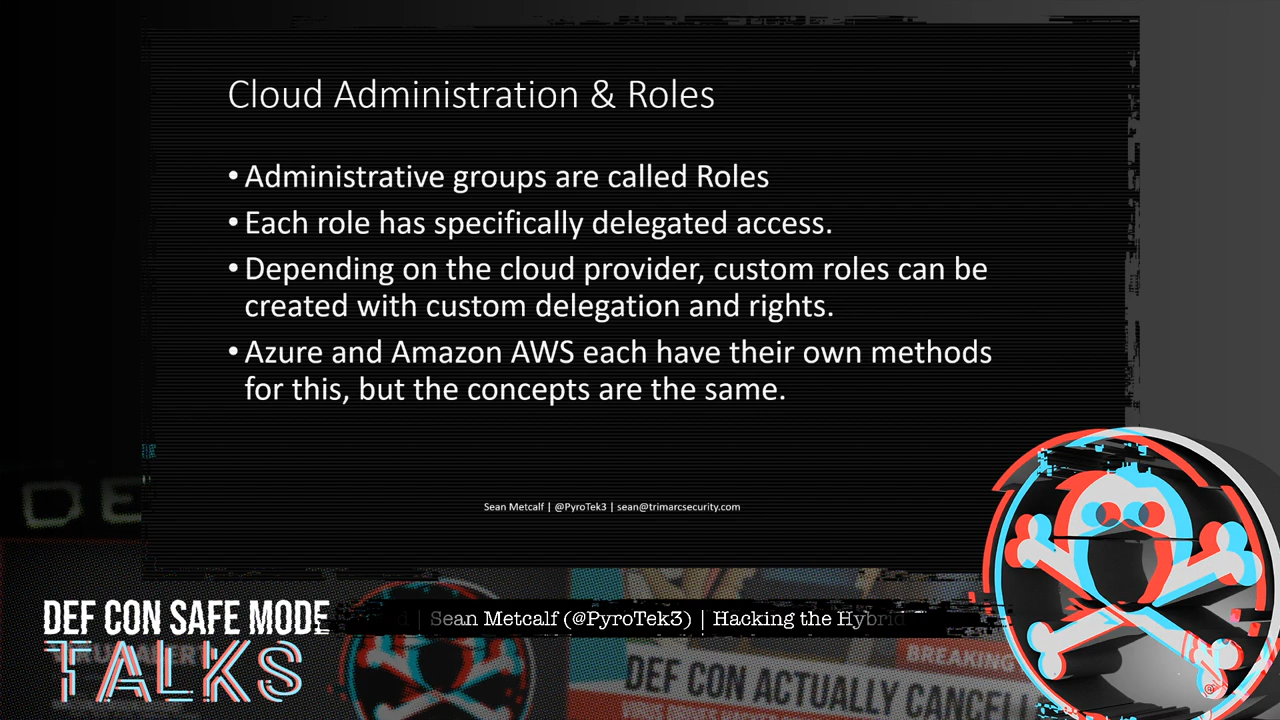 Cloud Administration & Roles
• Administrative groups are called Roles
• Each role has specifically delegated access.
• Depending on the cloud provider, custom roles can be
created with custom delegation and rights.
• Azure and Amazon AWS each have their own methods
for this, but the concepts are the same.
Sean Metcalf | @PyroTek3 | sean@trimarcsecurity.com
DE
DEF CON SAFE MODE
TALKS
d | Sean Metcalf (@PyroTek3) | Hacking the Hybrid
BREAKING
DEF CON ACTUALLY CANCELL